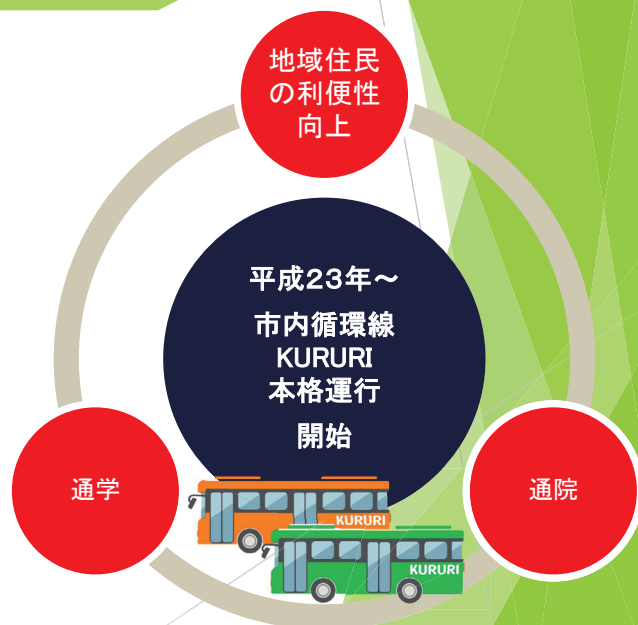 地域住民
の利便性
向上
平成23年～
市内循環線
KURURI
本格運行
開始
通学
通院
KURURI
KURURI